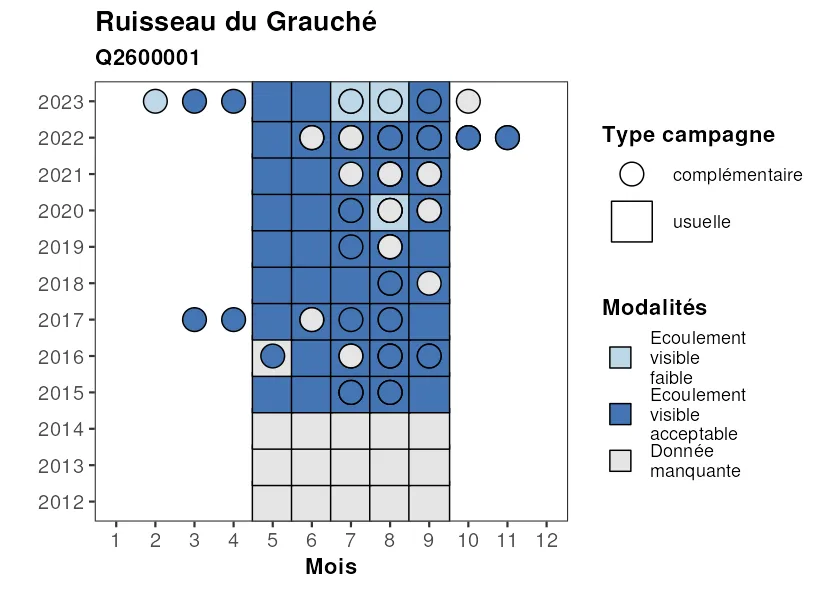 Ruisseau du Grauché
Q2600001
2023
2022
2021
2020
2019
2018
2017
2016
2015
2014
2013
2012
1 2 3 4 5 6 7 8 9 10 11 12
Mois
Type campagne
complémentaire
usuelle
Modalités
Ecoulement
visible
faible
Ecoulement
visible
acceptable
Donnée
manquante